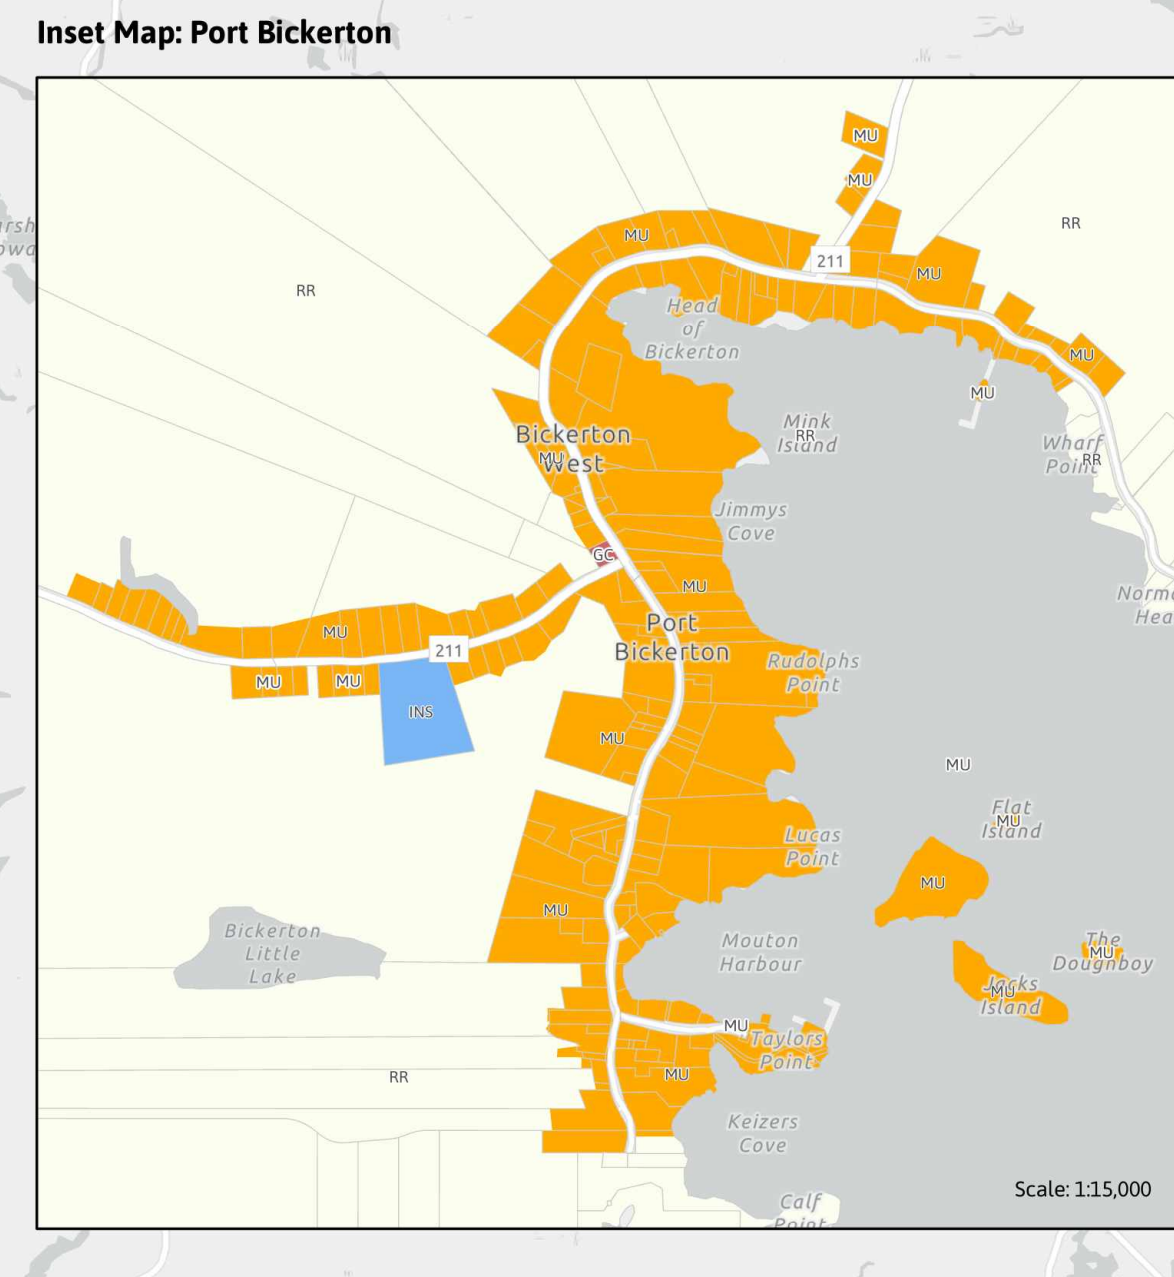 Inset Map: Port Bickerton
MU
MU
RR
MU
211
MU
RR
Head
of
Bickerton
MU
MU
Mink
Island
RR
Bickerton
West
MU
Wharf
Point
RR
Jimmys
Cove
GC
MU
Norm
Hea
Port
Bickerton
MU
211
Rudolphs
Point
MU
MU
INS
MU
MU
Flat
Island
MU
Lucas
Point
MU
MU
Bickerton
Little
Lake
Mouton
Harbour
The
Doughboy
MU
Jacks
Island
MU
MU
Taylors
Point
RR
MU
Keizers
Cove
Scale: 1:15,000
Calf
Point